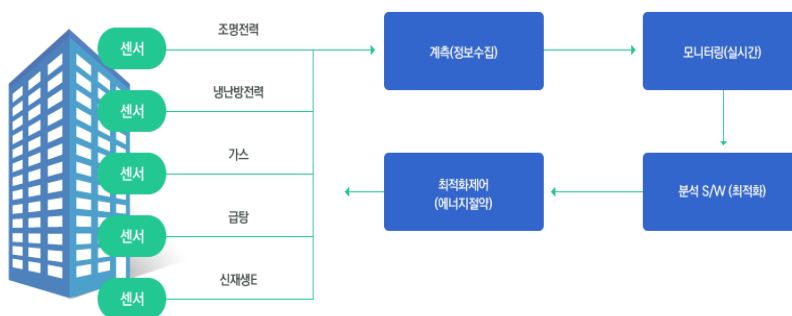 센서
조명전력
계측(정보수집)
모니터링(실시간)
센서
냉난방전력
센서
가스
최적화제어
(에너지절약)
분석 S/W (최적화)
센서
급탕
센서
신재생E